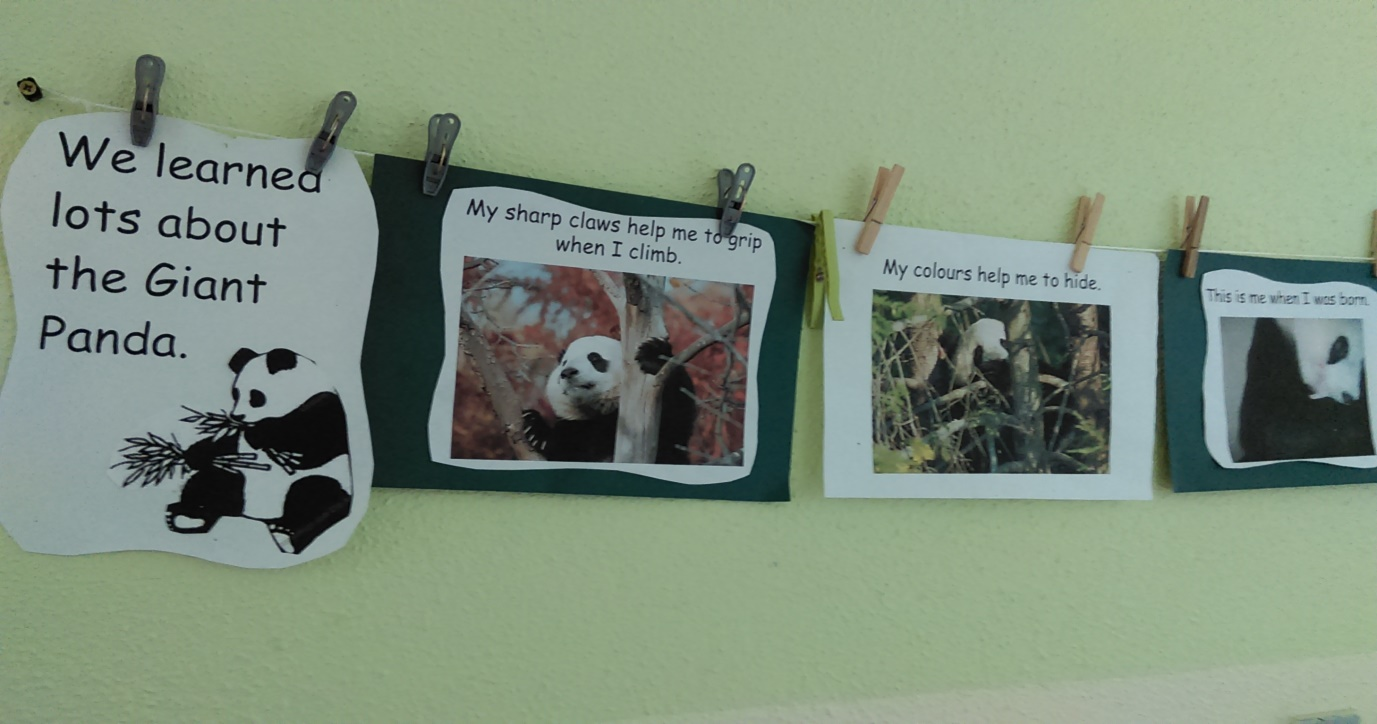 We learned
lots about
the Giant
Panda.
My sharp claws help me to grip
when I climb.
My colours help me to hide.
This is me when I was born.